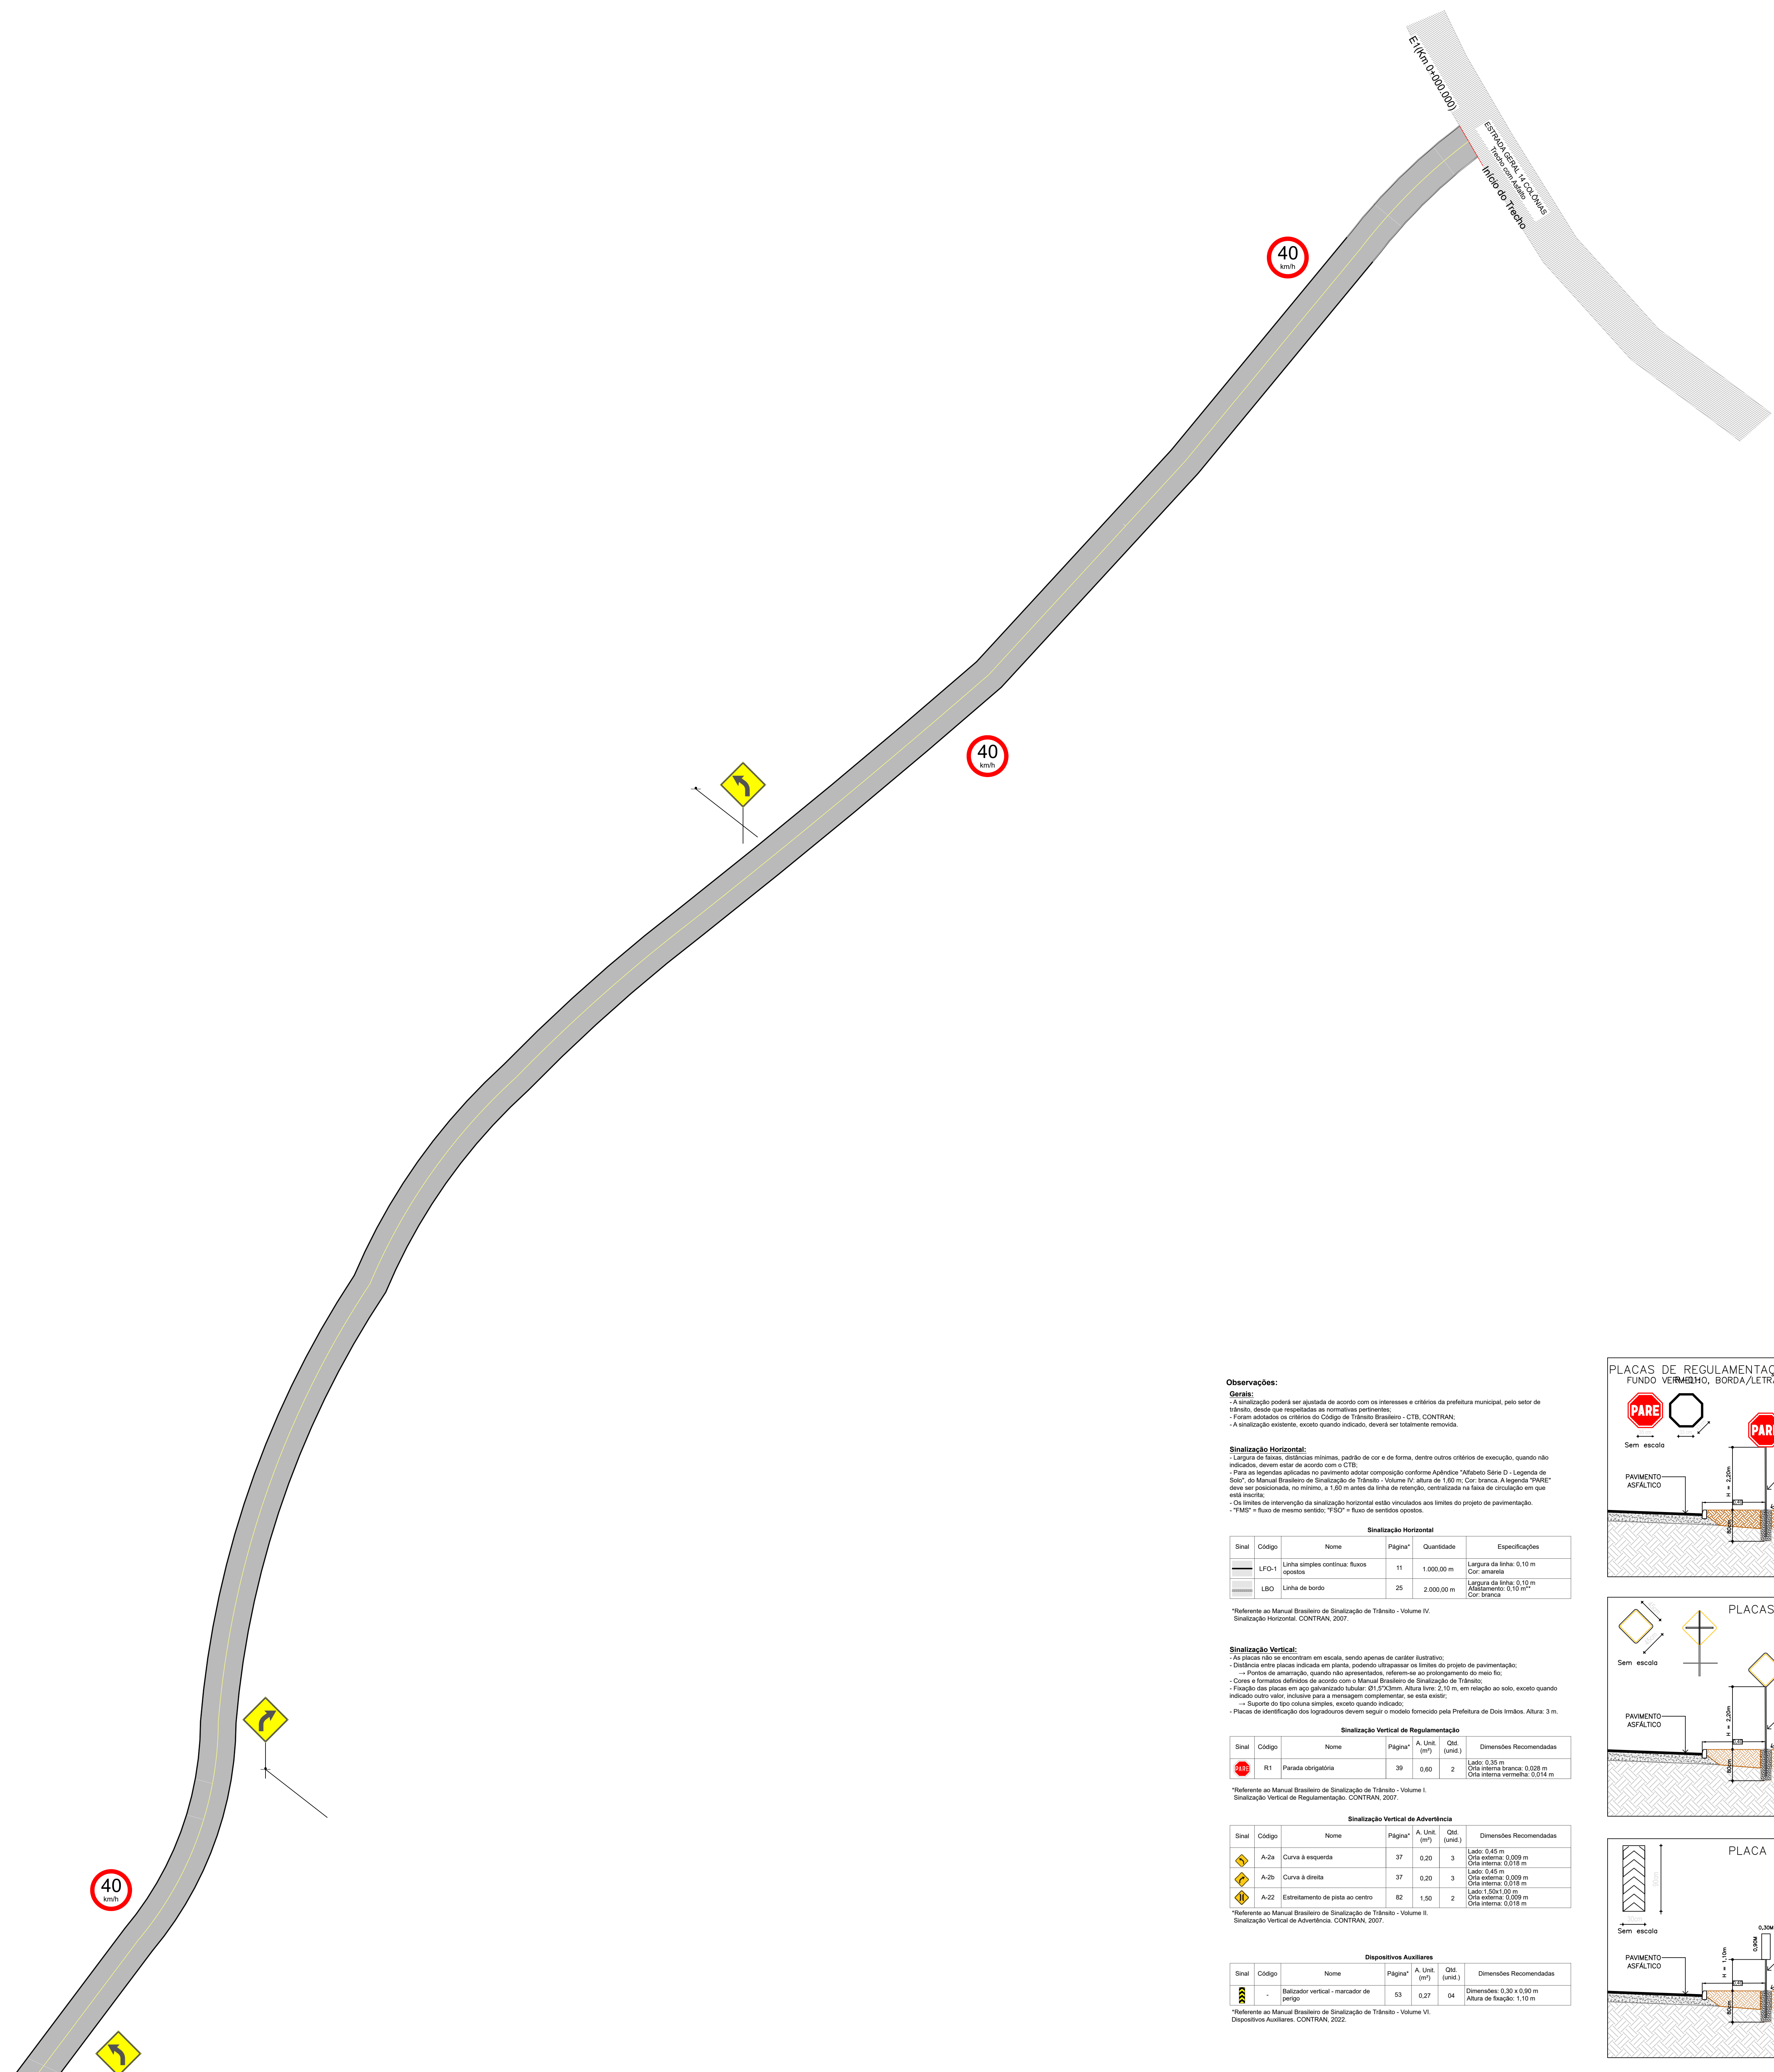 E1(Km 0+000.000)
ESTRADA GERAL 14 COLÔNIAS
Trecho com Asfalto
Início do Trecho
40
km/h
40
km/h
40
km/h
Observações:
Gerais:
- A sinalização poderá ser ajustada de acordo com os interesses e critérios da prefeitura municipal, pelo setor de
trânsito, desde que respeitadas as normativas pertinentes;
- Foram adotados os critérios do Código de Trânsito Brasileiro - CTB, CONTRAN;
- A sinalização existente, exceto quando indicado, deverá ser totalmente removida.
Sinalização Horizontal:
- Largura de faixas, distâncias mínimas, padrão de cor e de forma, dentre outros critérios de execução, quando não
indicados, devem estar de acordo com o CTB;
- Para as legendas aplicadas no pavimento adotar composição conforme Apêndice "Alfabeto Série D - Legenda de
Solo", do Manual Brasileiro de Sinalização de Trânsito - Volume IV: altura de 1,60 m; Cor: branca. A legenda "PARE"
deve ser posicionada, no mínimo, a 1,60 m antes da linha de retenção, centralizada na faixa de circulação em que
está inscrita;
- Os limites de intervenção da sinalização horizontal estão vinculados aos limites do projeto de pavimentação.
- "FMS" = fluxo de mesmo sentido; "FSO" = fluxo de sentidos opostos.
Sinalização Horizontal
Sinal Código Nome Página* Quantidade Especificações
LFO-1 Linha simples contínua: fluxos opostos 11 1.000,00 m Largura da linha: 0,10 m
Cor: amarela
LBO Linha de bordo 25 2.000,00 m Largura da linha: 0,10 m
Afastamento: 0,10 m**
Cor: branca
*Referente ao Manual Brasileiro de Sinalização de Trânsito - Volume IV.
Sinalização Horizontal. CONTRAN, 2007.
Sinalização Vertical:
- As placas não se encontram em escala, sendo apenas de caráter ilustrativo;
- Distância entre placas indicada em planta, podendo ultrapassar os limites do projeto de pavimentação;
→ Pontos de amarração, quando não apresentados, referem-se ao prolongamento do meio fio;
- Cores e formatos definidos de acordo com o Manual Brasileiro de Sinalização de Trânsito;
- Fixação das placas em aço galvanizado tubular: Ø1,5"X3mm. Altura livre: 2,10 m, em relação ao solo, exceto quando
indicado outro valor, inclusive para a mensagem complementar, se esta existir;
→ Suporte do tipo coluna simples, exceto quando indicado;
- Placas de identificação dos logradouros devem seguir o modelo fornecido pela Prefeitura de Dois Irmãos. Altura: 3 m.
Sinalização Vertical de Regulamentação
Sinal Código Nome Página* A. Unit. (m²) Qtd. (unid.) Dimensões Recomendadas
PARE R1 Parada obrigatória 39 0,60 2 Lado: 0,35 m
Orla interna branca: 0,028 m
Orla interna vermelha: 0,014 m
*Referente ao Manual Brasileiro de Sinalização de Trânsito - Volume I.
Sinalização Vertical de Regulamentação. CONTRAN, 2007.
Sinalização Vertical de Advertência
Sinal Código Nome Página* A. Unit. (m²) Qtd. (unid.) Dimensões Recomendadas
A-2a Curva à esquerda 37 0,20 3 Lado: 0,45 m
Orla externa: 0,009 m
Orla interna: 0,018 m
A-2b Curva à direita 37 0,20 3 Lado: 0,45 m
Orla externa: 0,009 m
Orla interna: 0,018 m
A-22 Estreitamento de pista ao centro 82 1,50 2 Lado:1,50x1,00 m
Orla externa: 0,009 m
Orla interna: 0,018 m
*Referente ao Manual Brasileiro de Sinalização de Trânsito - Volume II.
Sinalização Vertical de Advertência. CONTRAN, 2007.
Dispositivos Auxiliares
Sinal Código Nome Página* A. Unit. (m²) Qtd. (unid.) Dimensões Recomendadas
- Balizador vertical - marcador de perigo 53 0,27 04 Dimensões: 0,30 x 0,90 m
Altura de fixação: 1,10 m
*Referente ao Manual Brasileiro de Sinalização de Trânsito - Volume VI.
Dispositivos Auxiliares. CONTRAN, 2022.
PLACAS DE REGULAMENTAÇ
FUNDO VERMELHO, BORDA/LETRA
PARE
PARE
Sem escala
PAVIMENTO
ASFÁLTICO
H = 2,20m
0,40
80cm
PLACAS
Sem escala
PAVIMENTO
ASFÁLTICO
H = 2,20m
0,40
80cm
PLACA
Sem escala
0,30M
0,90M
PAVIMENTO
ASFÁLTICO
H = 1,10m
0,40
80cm